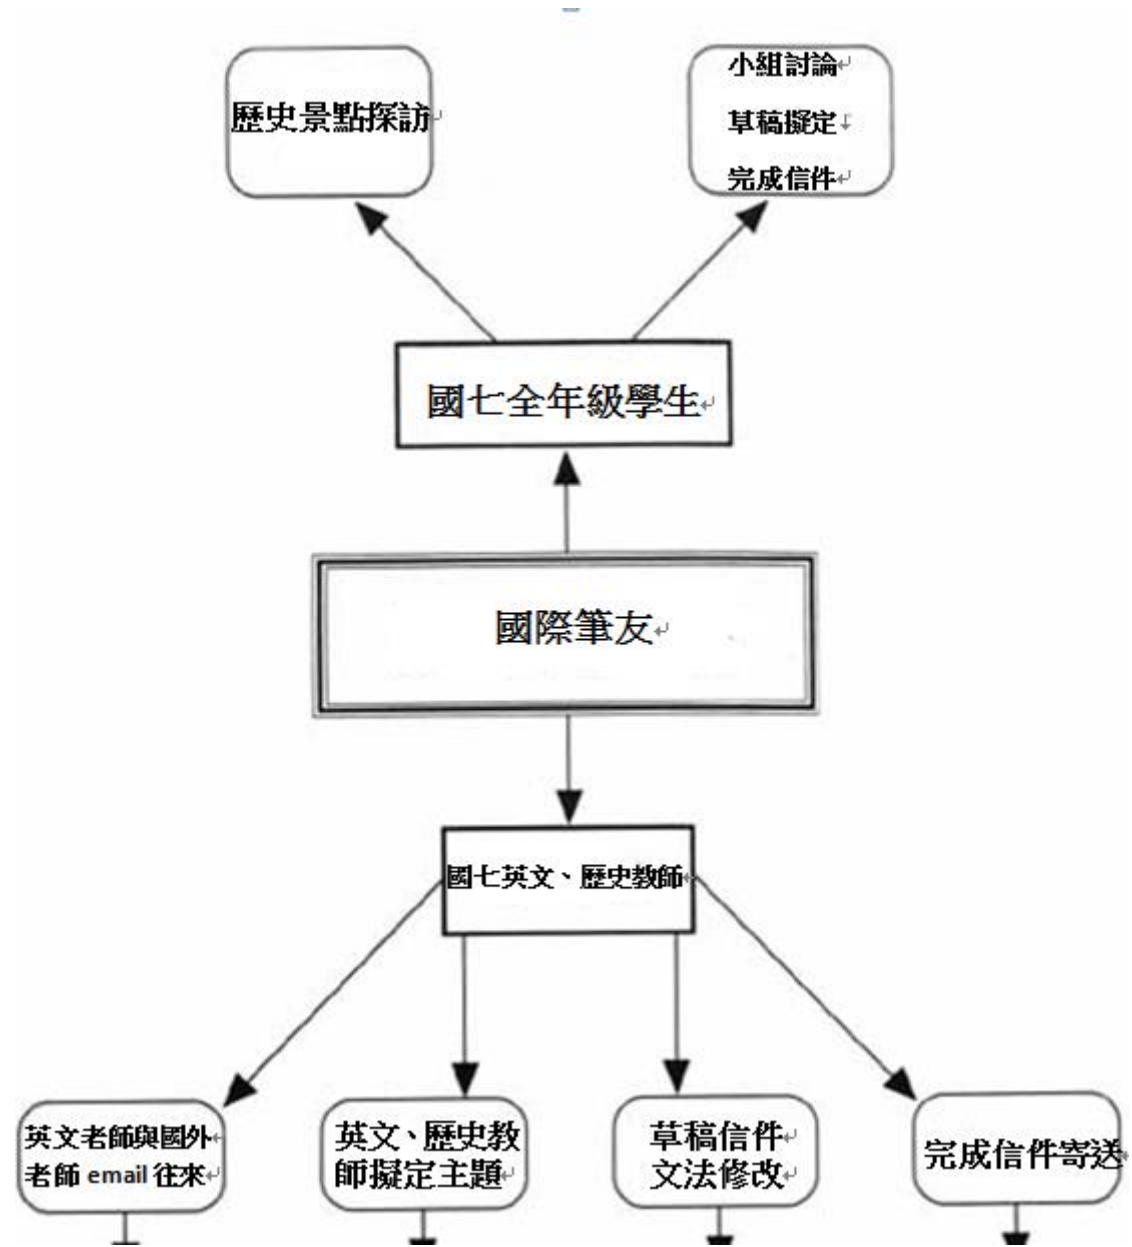 歷史景點探訪
小組討論
草稿擬定
完成信件
國七全年級學生
國際筆友
國七英文、歷史教師
英文老師與國外
老師 email 往來
英文、歷史教
師擬定主題
草稿信件
文法修改
完成信件寄送